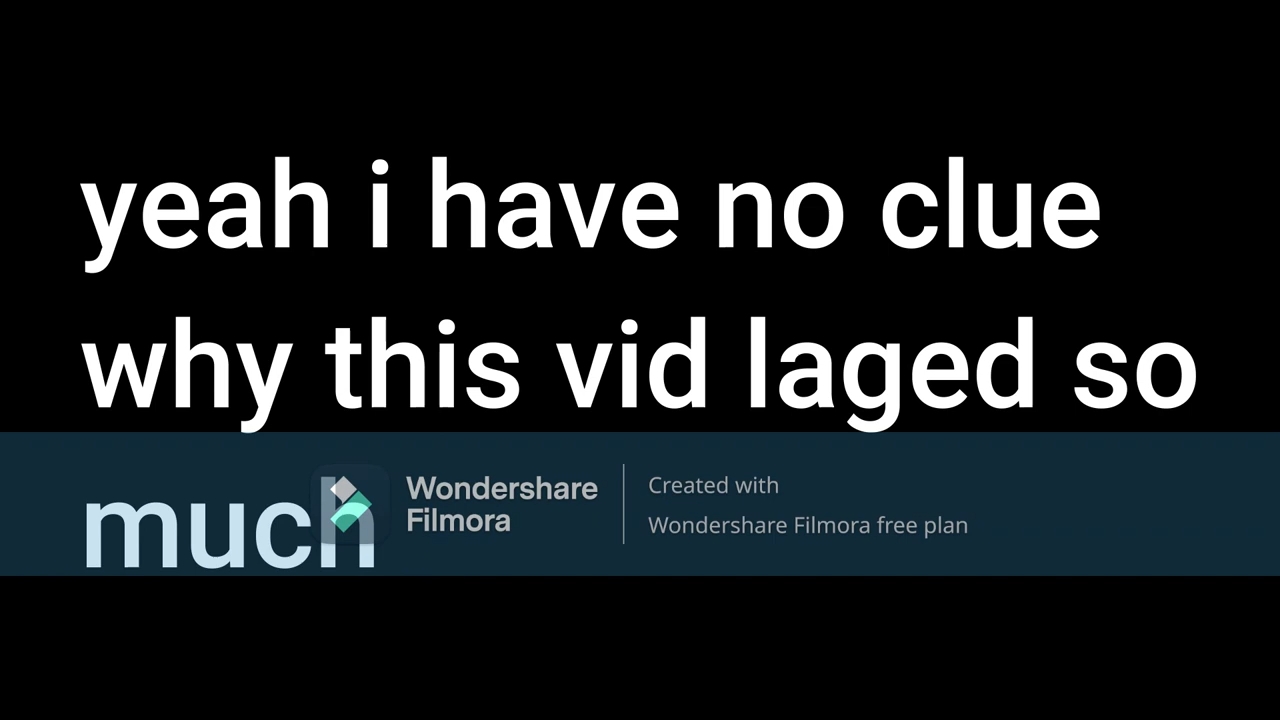 yeah i have no clue
why this vid laged so
much
Wondershare
Filmora
Created with
Wondershare Filmora free plan